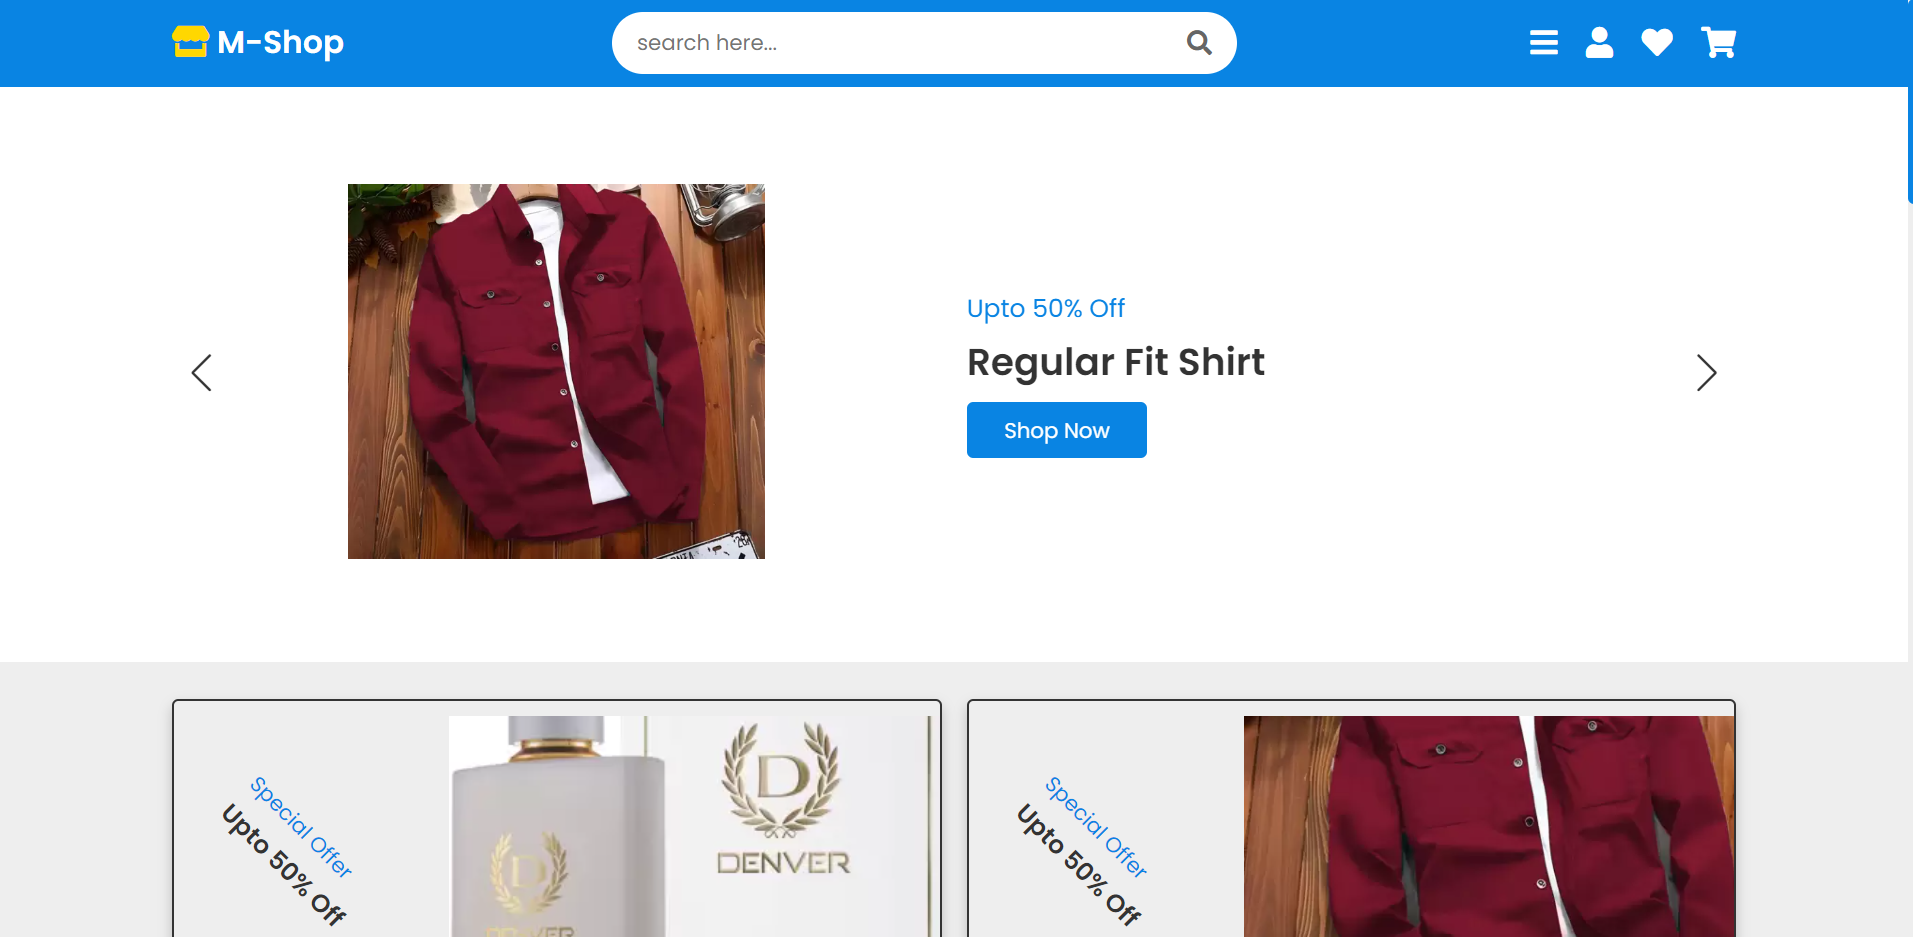 M-Shop
search here...
Upto 50% Off
Regular Fit Shirt
Shop Now
Special Offer
Upto 50% Off
D
DENVER
D
DENVER
Special Offer
Upto 50% Off